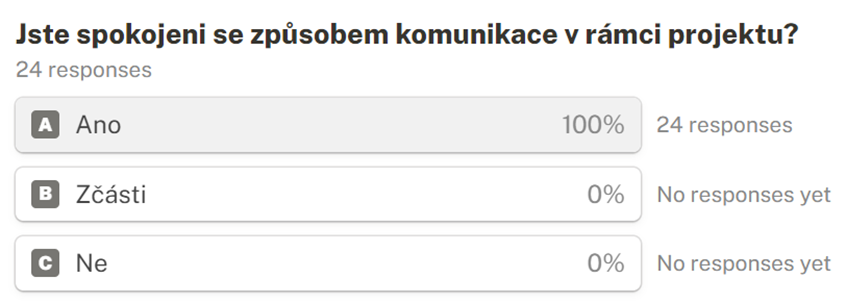 Jste spokojeni se způsobem komunikace v rámci projektu?
24 responses
A Ano 100% 24 responses
B Zčásti 0% No responses yet
C Ne 0% No responses yet